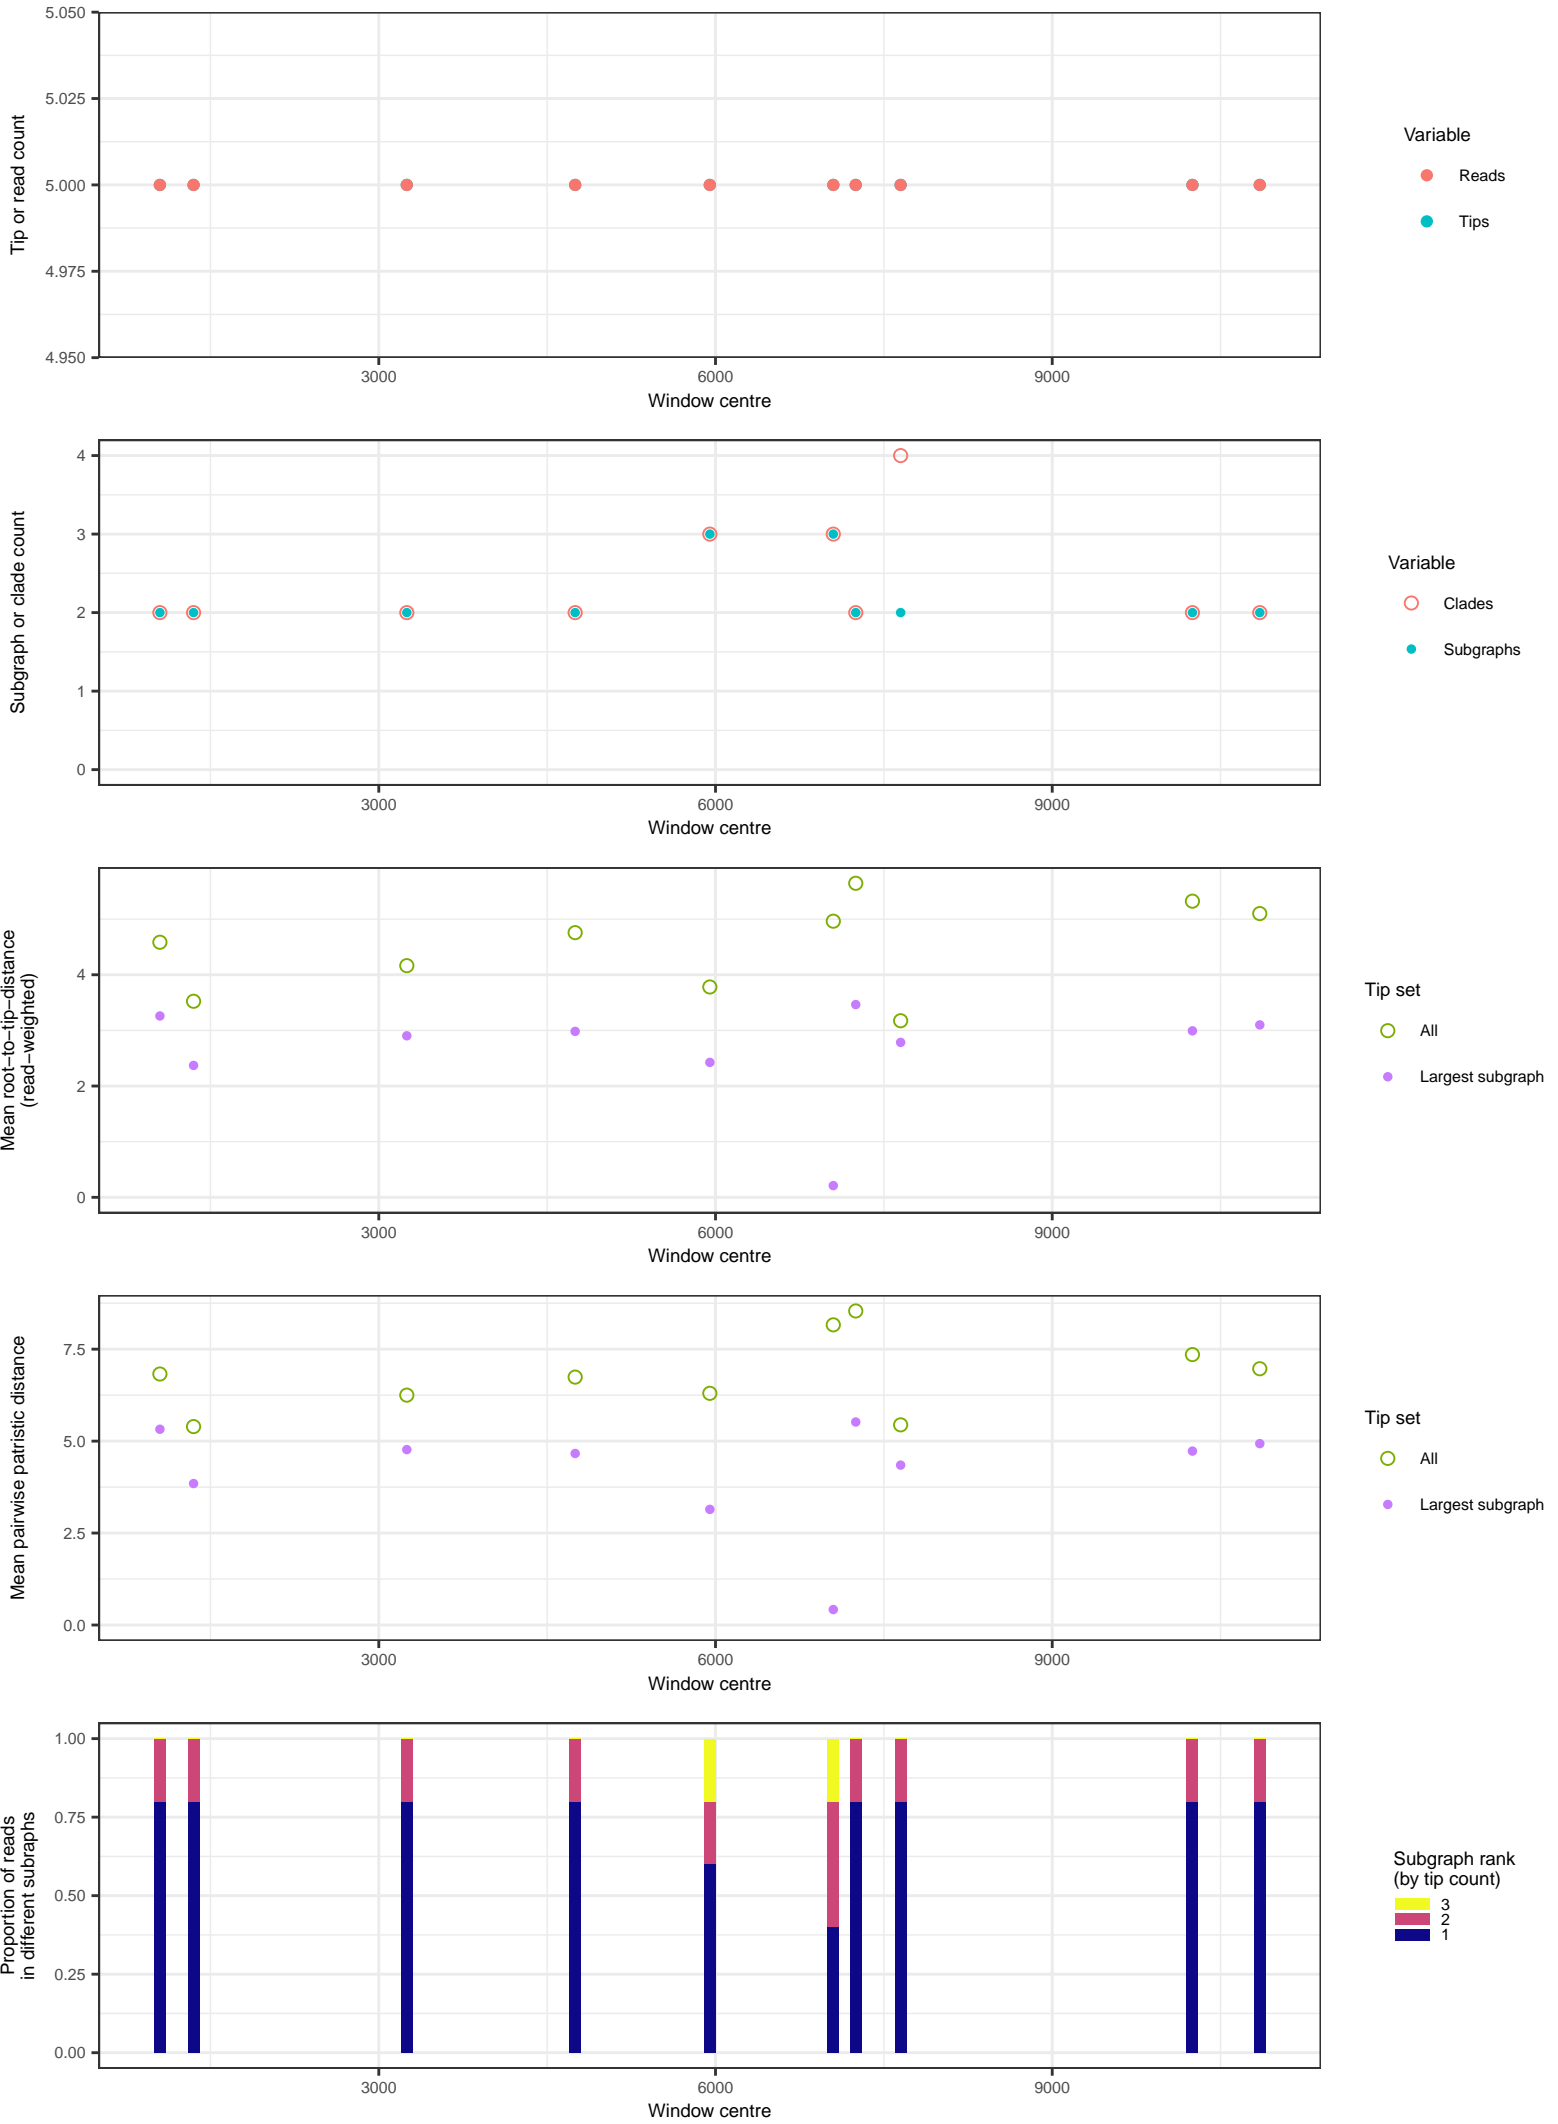 5.050
5.025
5.000
4.975
4.950
Tip or read count
3000
6000
9000
Window centre
Variable
Reads
Tips
4
3
2
1
0
Subgraph or clade count
3000
6000
9000
Window centre
Variable
Clades
Subgraphs
4
2
0
Mean root−to−tip−distance
(read−weighted)
3000
6000
9000
Window centre
Tip set
All
Largest subgraph
7.5
5.0
2.5
0.0
Mean pairwise patristic distance
3000
6000
9000
Window centre
Tip set
All
Largest subgraph
1.00
0.75
0.50
0.25
0.00
Proportion of reads
in different subraphs
3000
6000
9000
Window centre
Subgraph rank
(by tip count)
3
2
1